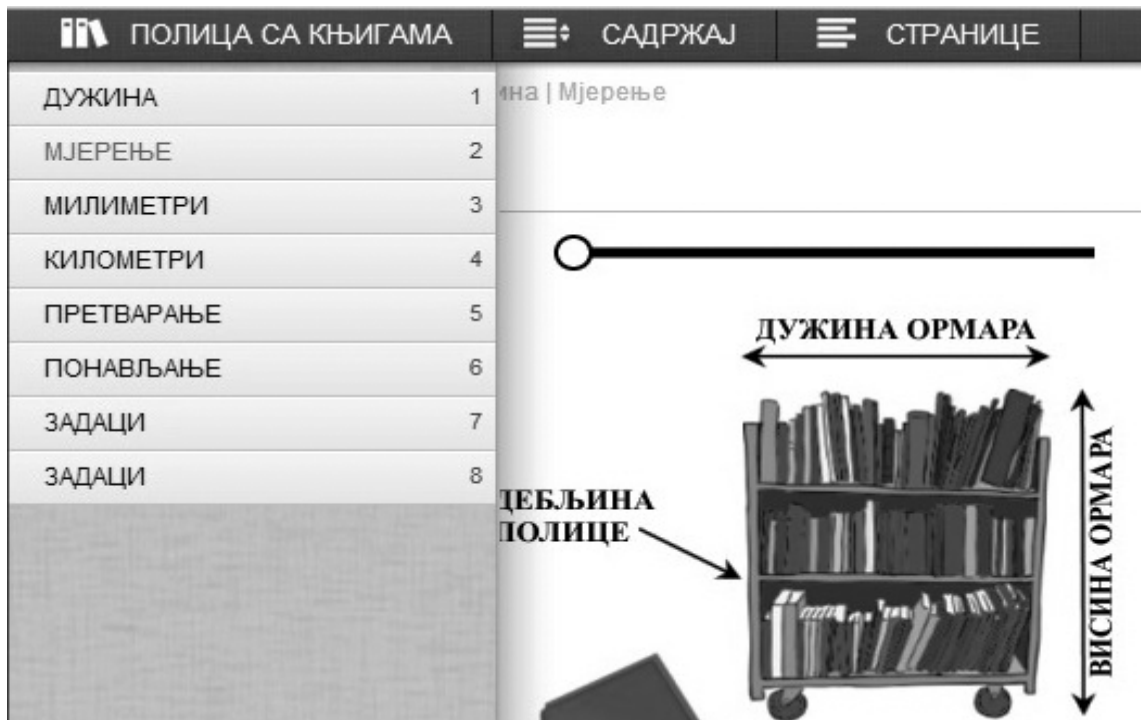 ПОЛИЦА СА КЊИГАМА
САДРЖАЈ
СТРАНИЦЕ
ДУЖИНА 1
МЈЕРЕЊЕ 2
МИЛИМЕТРИ 3
КИЛОМЕТРИ 4
ПРЕТВАРАЊЕ 5
ПОНАВЉАЊЕ 6
ЗАДАЦИ 7
ЗАДАЦИ 8
| Мјерење
ДУЖИНА ОРМАРА
ДЕБЉИНА
ПОЛИЦЕ
ВИСИНА ОРМАРА